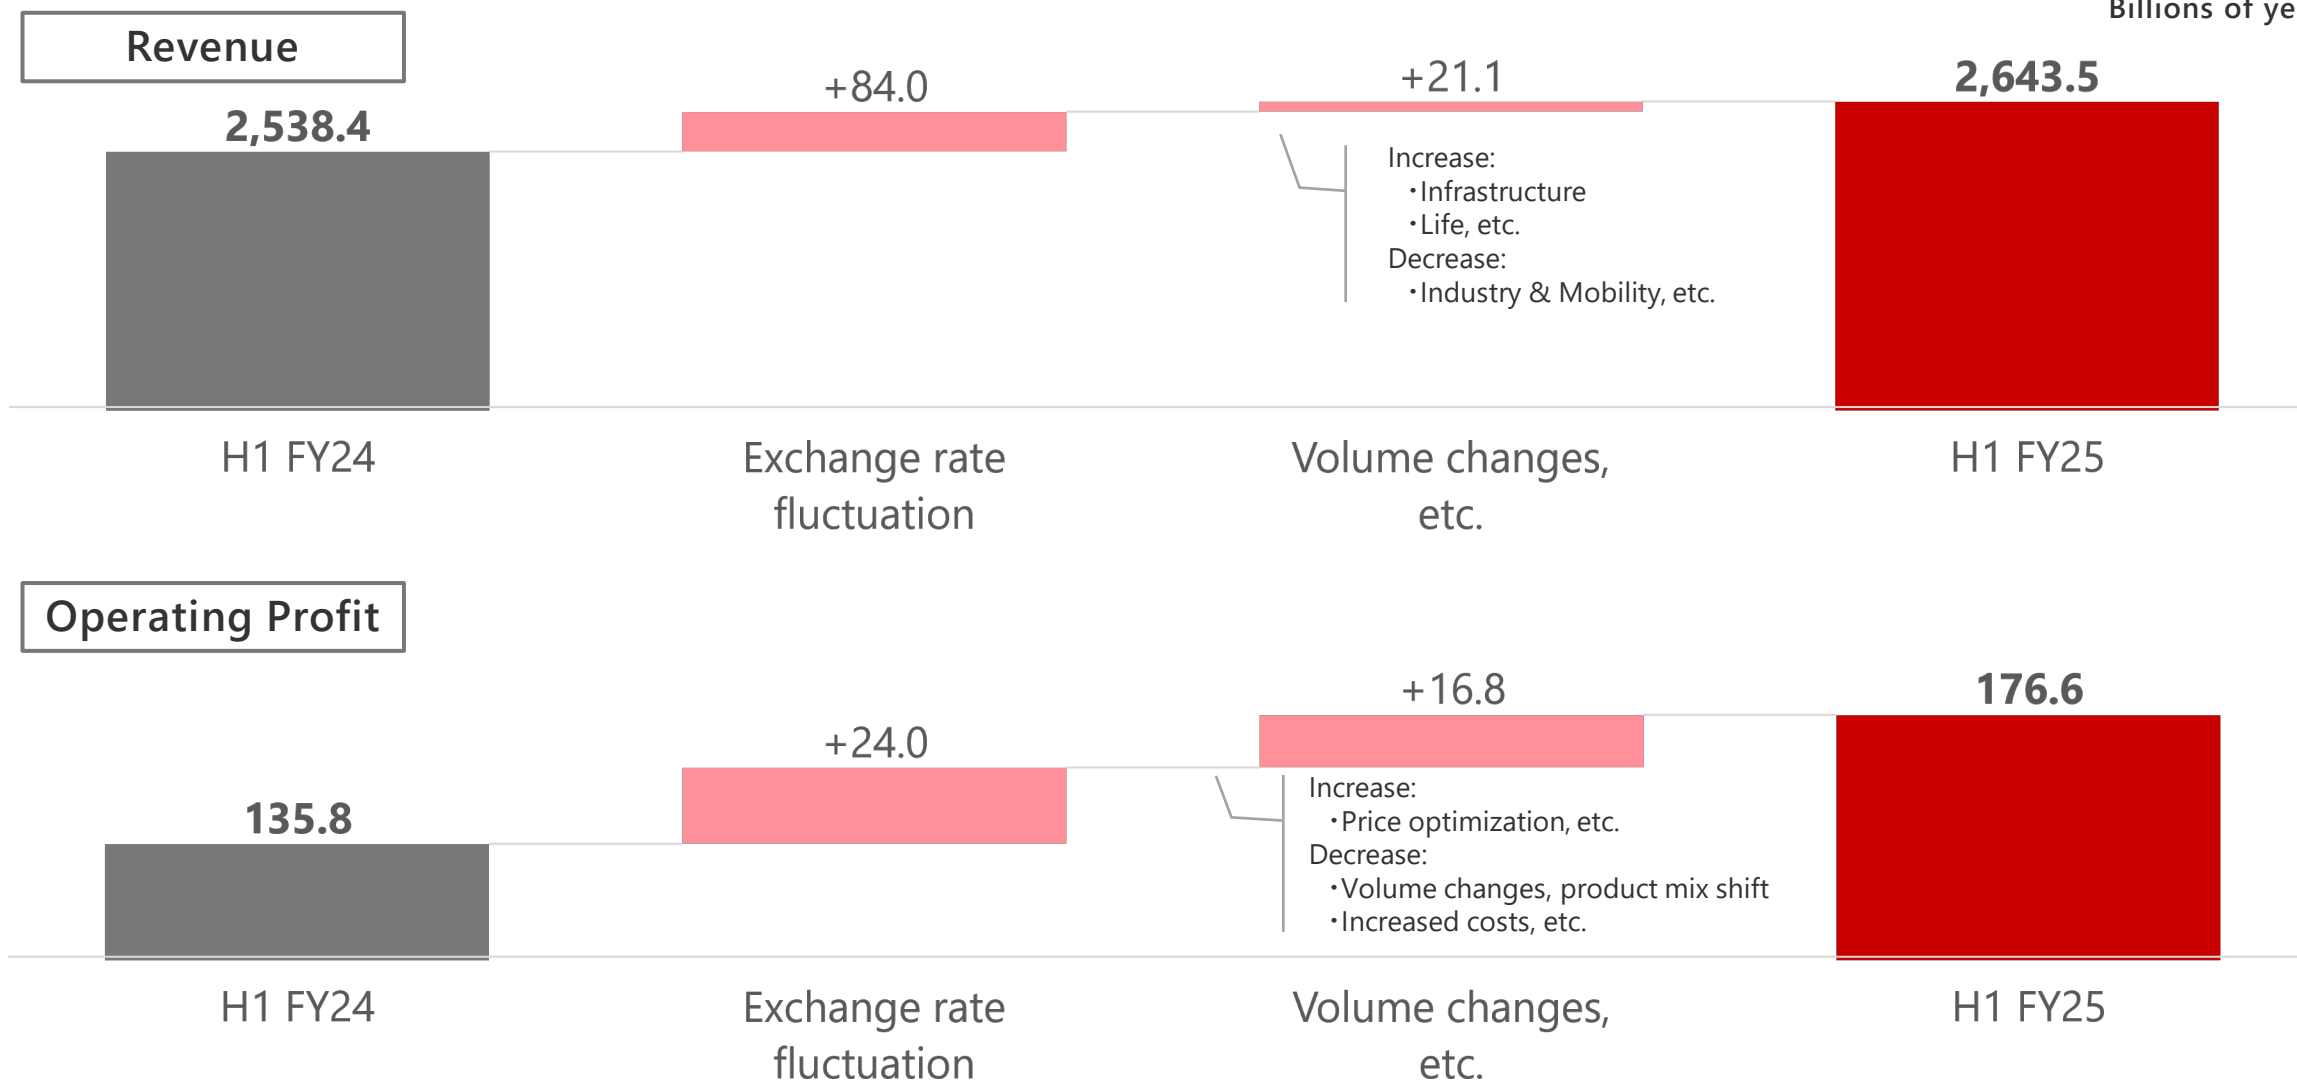 Billions of ye
Revenue
2,538.4
+84.0
+21.1
2,643.5
Increase:
・Infrastructure
・Life, etc.
Decrease:
・Industry & Mobility, etc.
H1 FY24
Exchange rate
fluctuation
Volume changes,
etc.
H1 FY25
Operating Profit
135.8
+24.0
+16.8
176.6
Increase:
・Price optimization, etc.
Decrease:
・Volume changes, product mix shift
・Increased costs, etc.
H1 FY24
Exchange rate
fluctuation
Volume changes,
etc.
H1 FY25